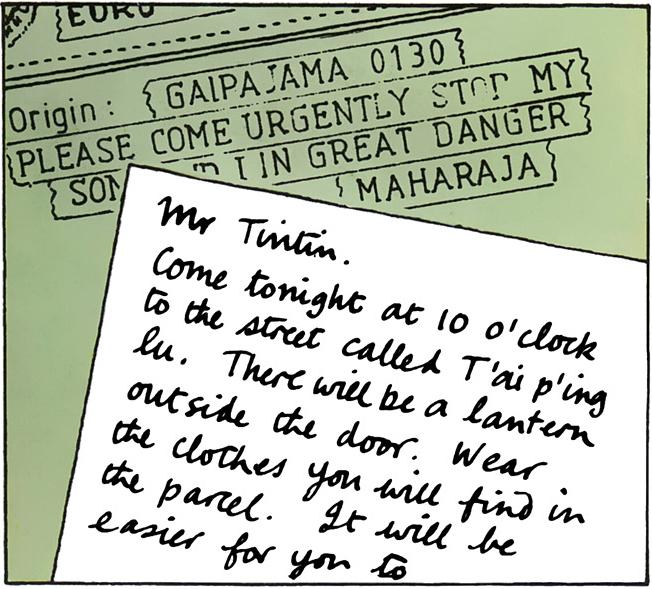 EURO
Origin: GAIPAJAMA 0130
PLEASE COME URGENTLY STOP MY
SON I IN GREAT DANGER
MAHARAJA
Mr Tintin.
Come tonight at 10 o'clock
to the street called T'ai p'ing
lu. There will be a lantern
outside the door. Wear
the clothes you will find in
the parcel. It will be
easier for you to